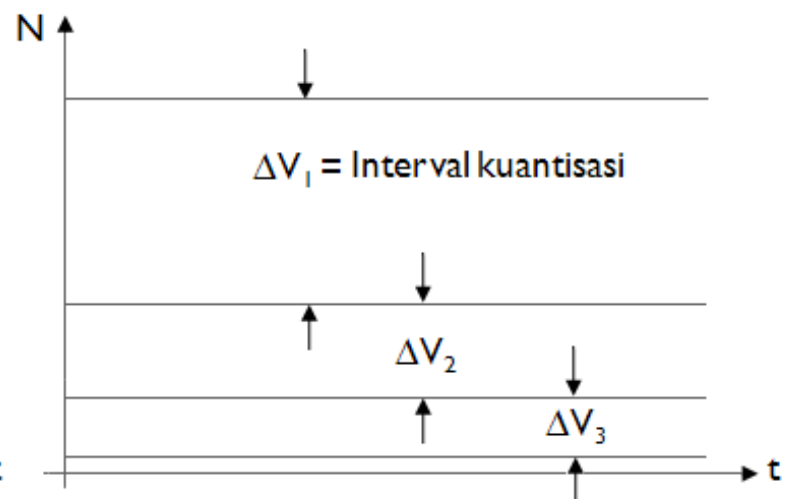 N
ΔV₁ = Interval kuantisasi
ΔV₂
ΔV₃
t